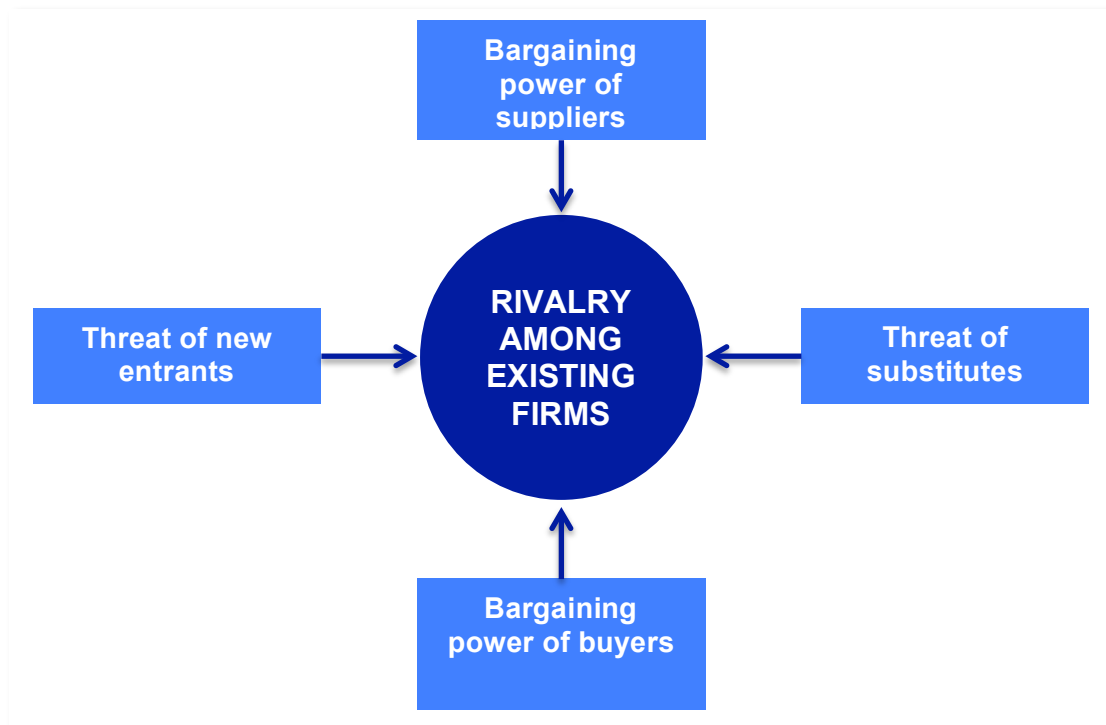 Bargaining
power of
suppliers
RIVALRY
AMONG
EXISTING
FIRMS
Threat of new
entrants
Threat of
substitutes
Bargaining
power of buyers